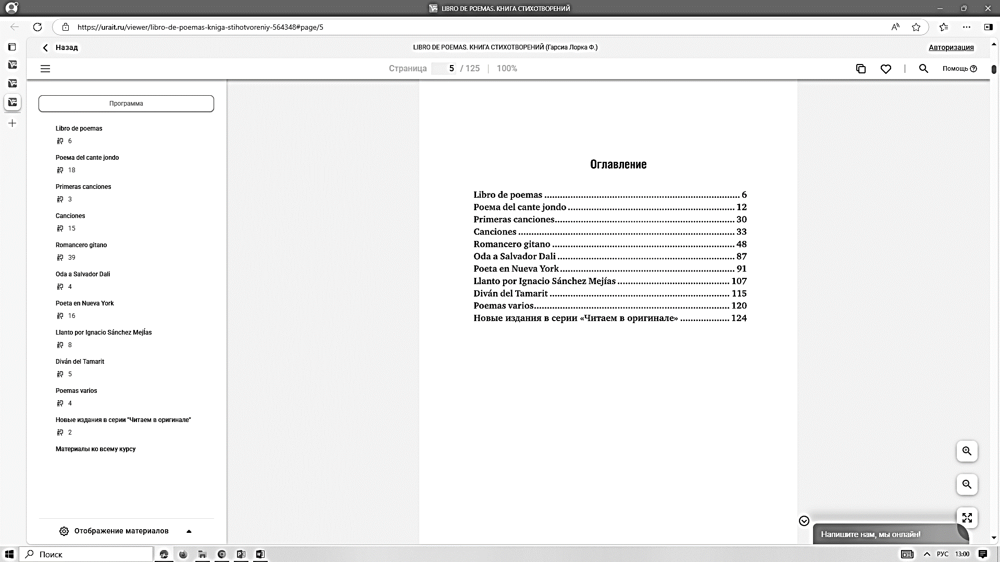 LIBRO DE POEMAS. КНИГА СТИХОТВОРЕНИЙ
https://urait.ru/viewer/libro-de-poemas-kniga-stihotvoreniy-564348#page/5
Назад
LIBRO DE POEMAS. КНИГА СТИХОТВОРЕНИЙ (Гарсиа Лорка Ф.)
Авторизация
Страница 5 / 125 | 100%
Помощь
Программа
Libro de poemas
6
Poeма del cante jondo
18
Primeras canciones
3
Canciones
15
Romancero gitano
39
Oda a Salvador Dali
4
Poeta en Nueva York
16
Llanto por Ignacio Sánchez MejÍas
8
Diván del Tamarit
5
Poemas varios
4
Новые издания в серии "Читаем в оригинале"
2
Материалы ко всему курсу
Отображение материалов
Оглавление
Libro de poemas ........ 6
Poeма del cante jondo ........ 12
Primeras canciones ........ 30
Canciones ........ 33
Romancero gitano ........ 48
Oda a Salvador Dali ........ 87
Poeta en Nueva York ........ 91
Llanto por Ignacio Sánchez Mejías ........ 107
Diván del Tamarit ........ 115
Poemas varios ........ 120
Новые издания в серии «Читаем в оригинале» ........ 124
Напишите нам, мы онлайн!
Поиск
РУС
13:00